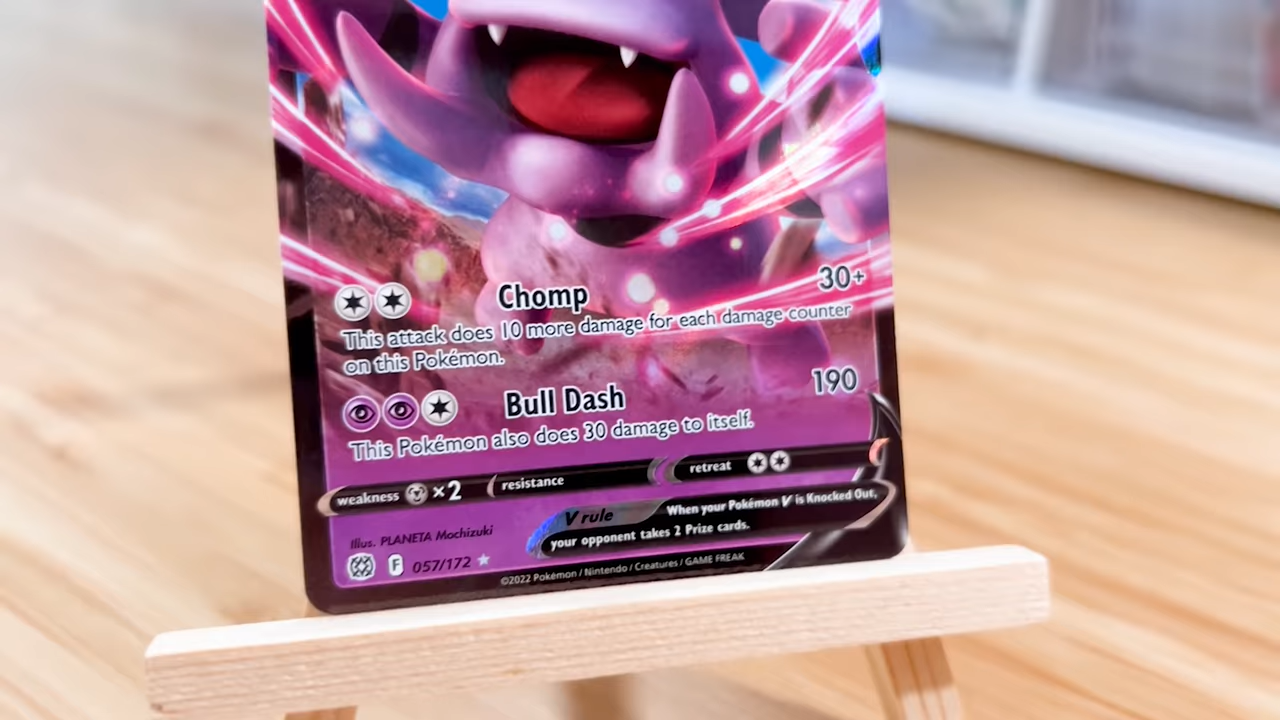 Chomp 30+
This attack does 10 more damage for each damage counter
on this Pokémon.
Bull Dash 190
This Pokémon also does 30 damage to itself.
weakness ×2 resistance retreat
V rule When your Pokémon V is Knocked Out,
your opponent takes 2 Prize cards.
Illus. PLANETA Mochizuki
F 057/172
©2022 Pokémon / Nintendo / Creatures / GAME FREAK